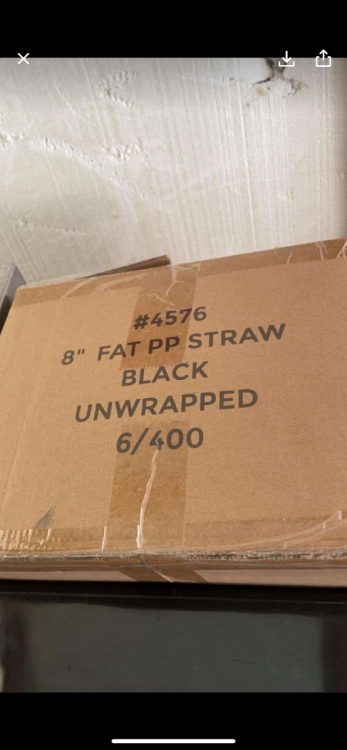 #4576
8" FAT PP STRAW
BLACK
UNWRAPPED
6/400